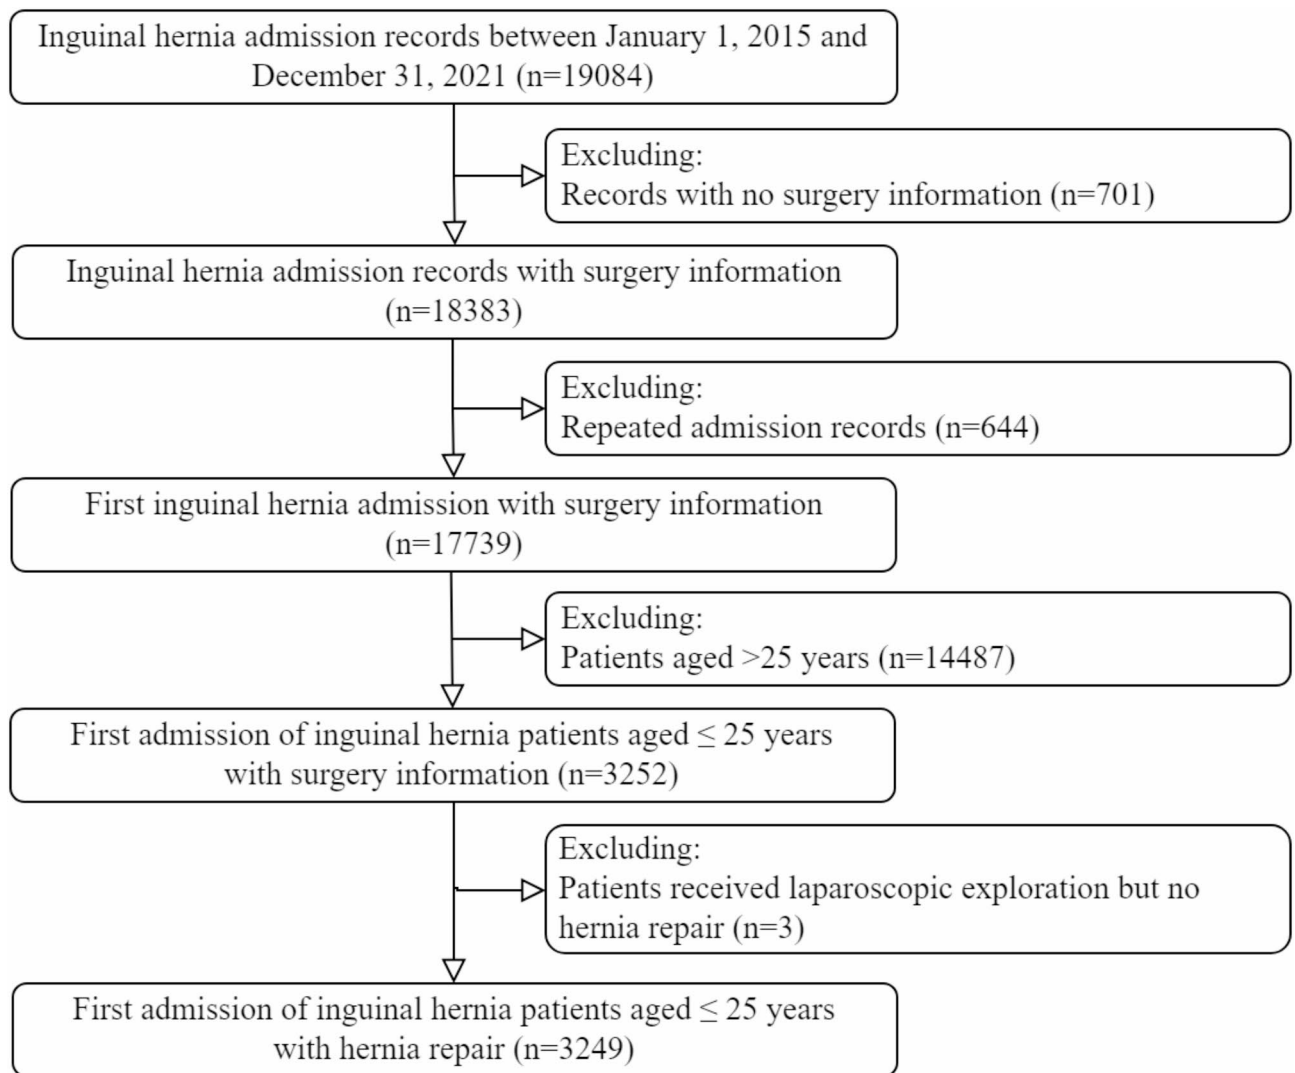 Inguinal hernia admission records between January 1, 2015 and
December 31, 2021 (n=19084)
Excluding:
Records with no surgery information (n=701)
Inguinal hernia admission records with surgery information
(n=18383)
Excluding:
Repeated admission records (n=644)
First inguinal hernia admission with surgery information
(n=17739)
Excluding:
Patients aged >25 years (n=14487)
First admission of inguinal hernia patients aged ≤ 25 years
with surgery information (n=3252)
Excluding:
Patients received laparoscopic exploration but no
hernia repair (n=3)
First admission of inguinal hernia patients aged ≤ 25 years
with hernia repair (n=3249)